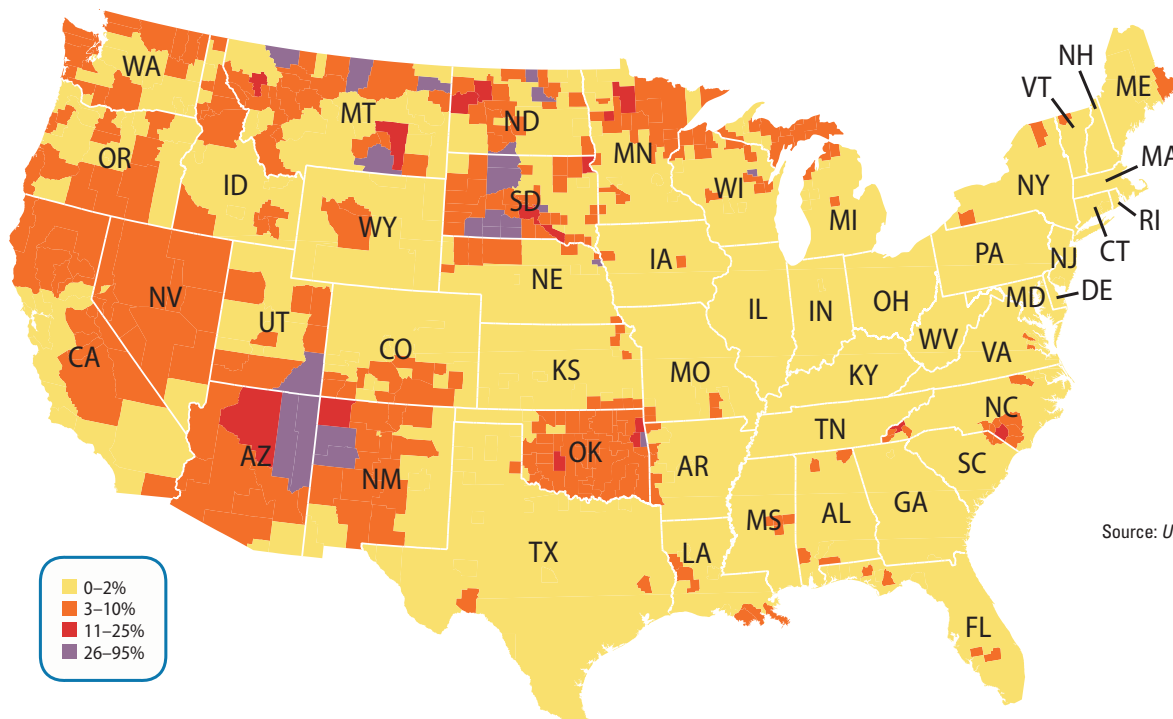 WA
MT
ND
MN
OR
ID
WY
SD
WI
MI
NY
VT
NH
ME
MA
RI
CT
NE
IA
PA
NJ
NV
UT
CO
IL
IN
OH
MD
DE
WV
VA
CA
KS
MO
KY
AZ
NM
OK
AR
TN
NC
SC
MS
AL
GA
TX
LA
FL
Source: U
0–2%
3–10%
11–25%
26–95%